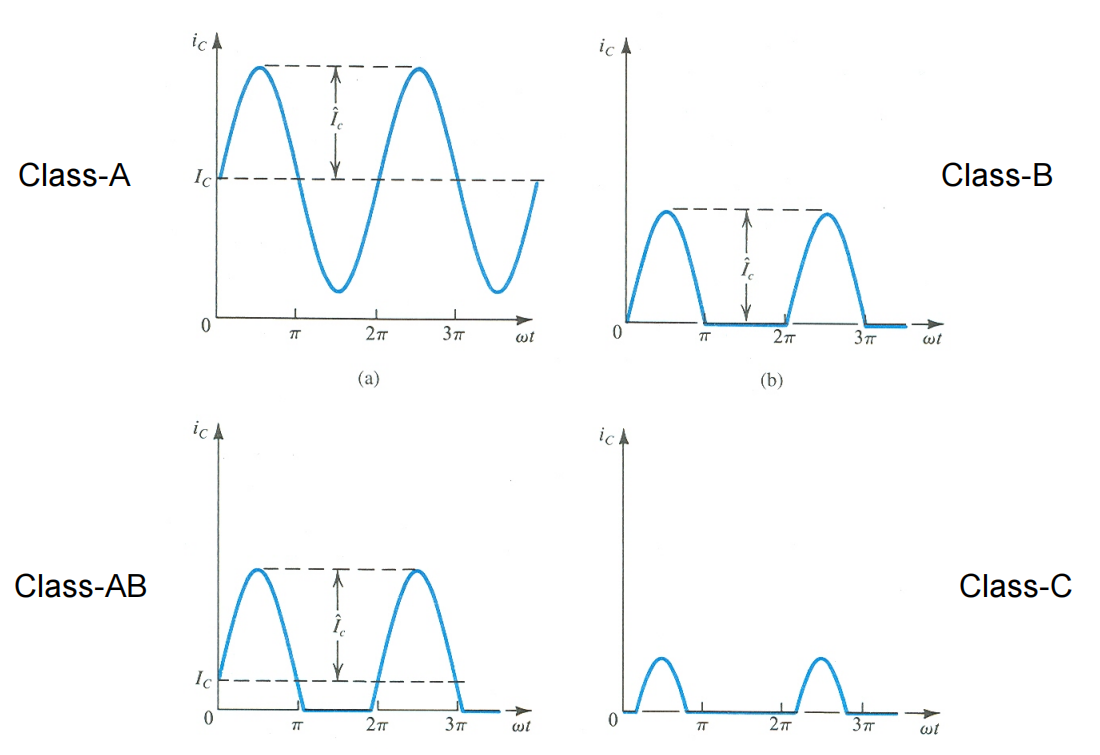 i_C
Î_c
Class-A
I_C
0
π
2π
3π
ωt
(a)
i_C
Class-B
Î_c
0
π
2π
3π
ωt
(b)
i_C
Class-AB
Î_c
I_C
0
π
2π
3π
ωt
i_C
Class-C
0
π
2π
3π
ωt